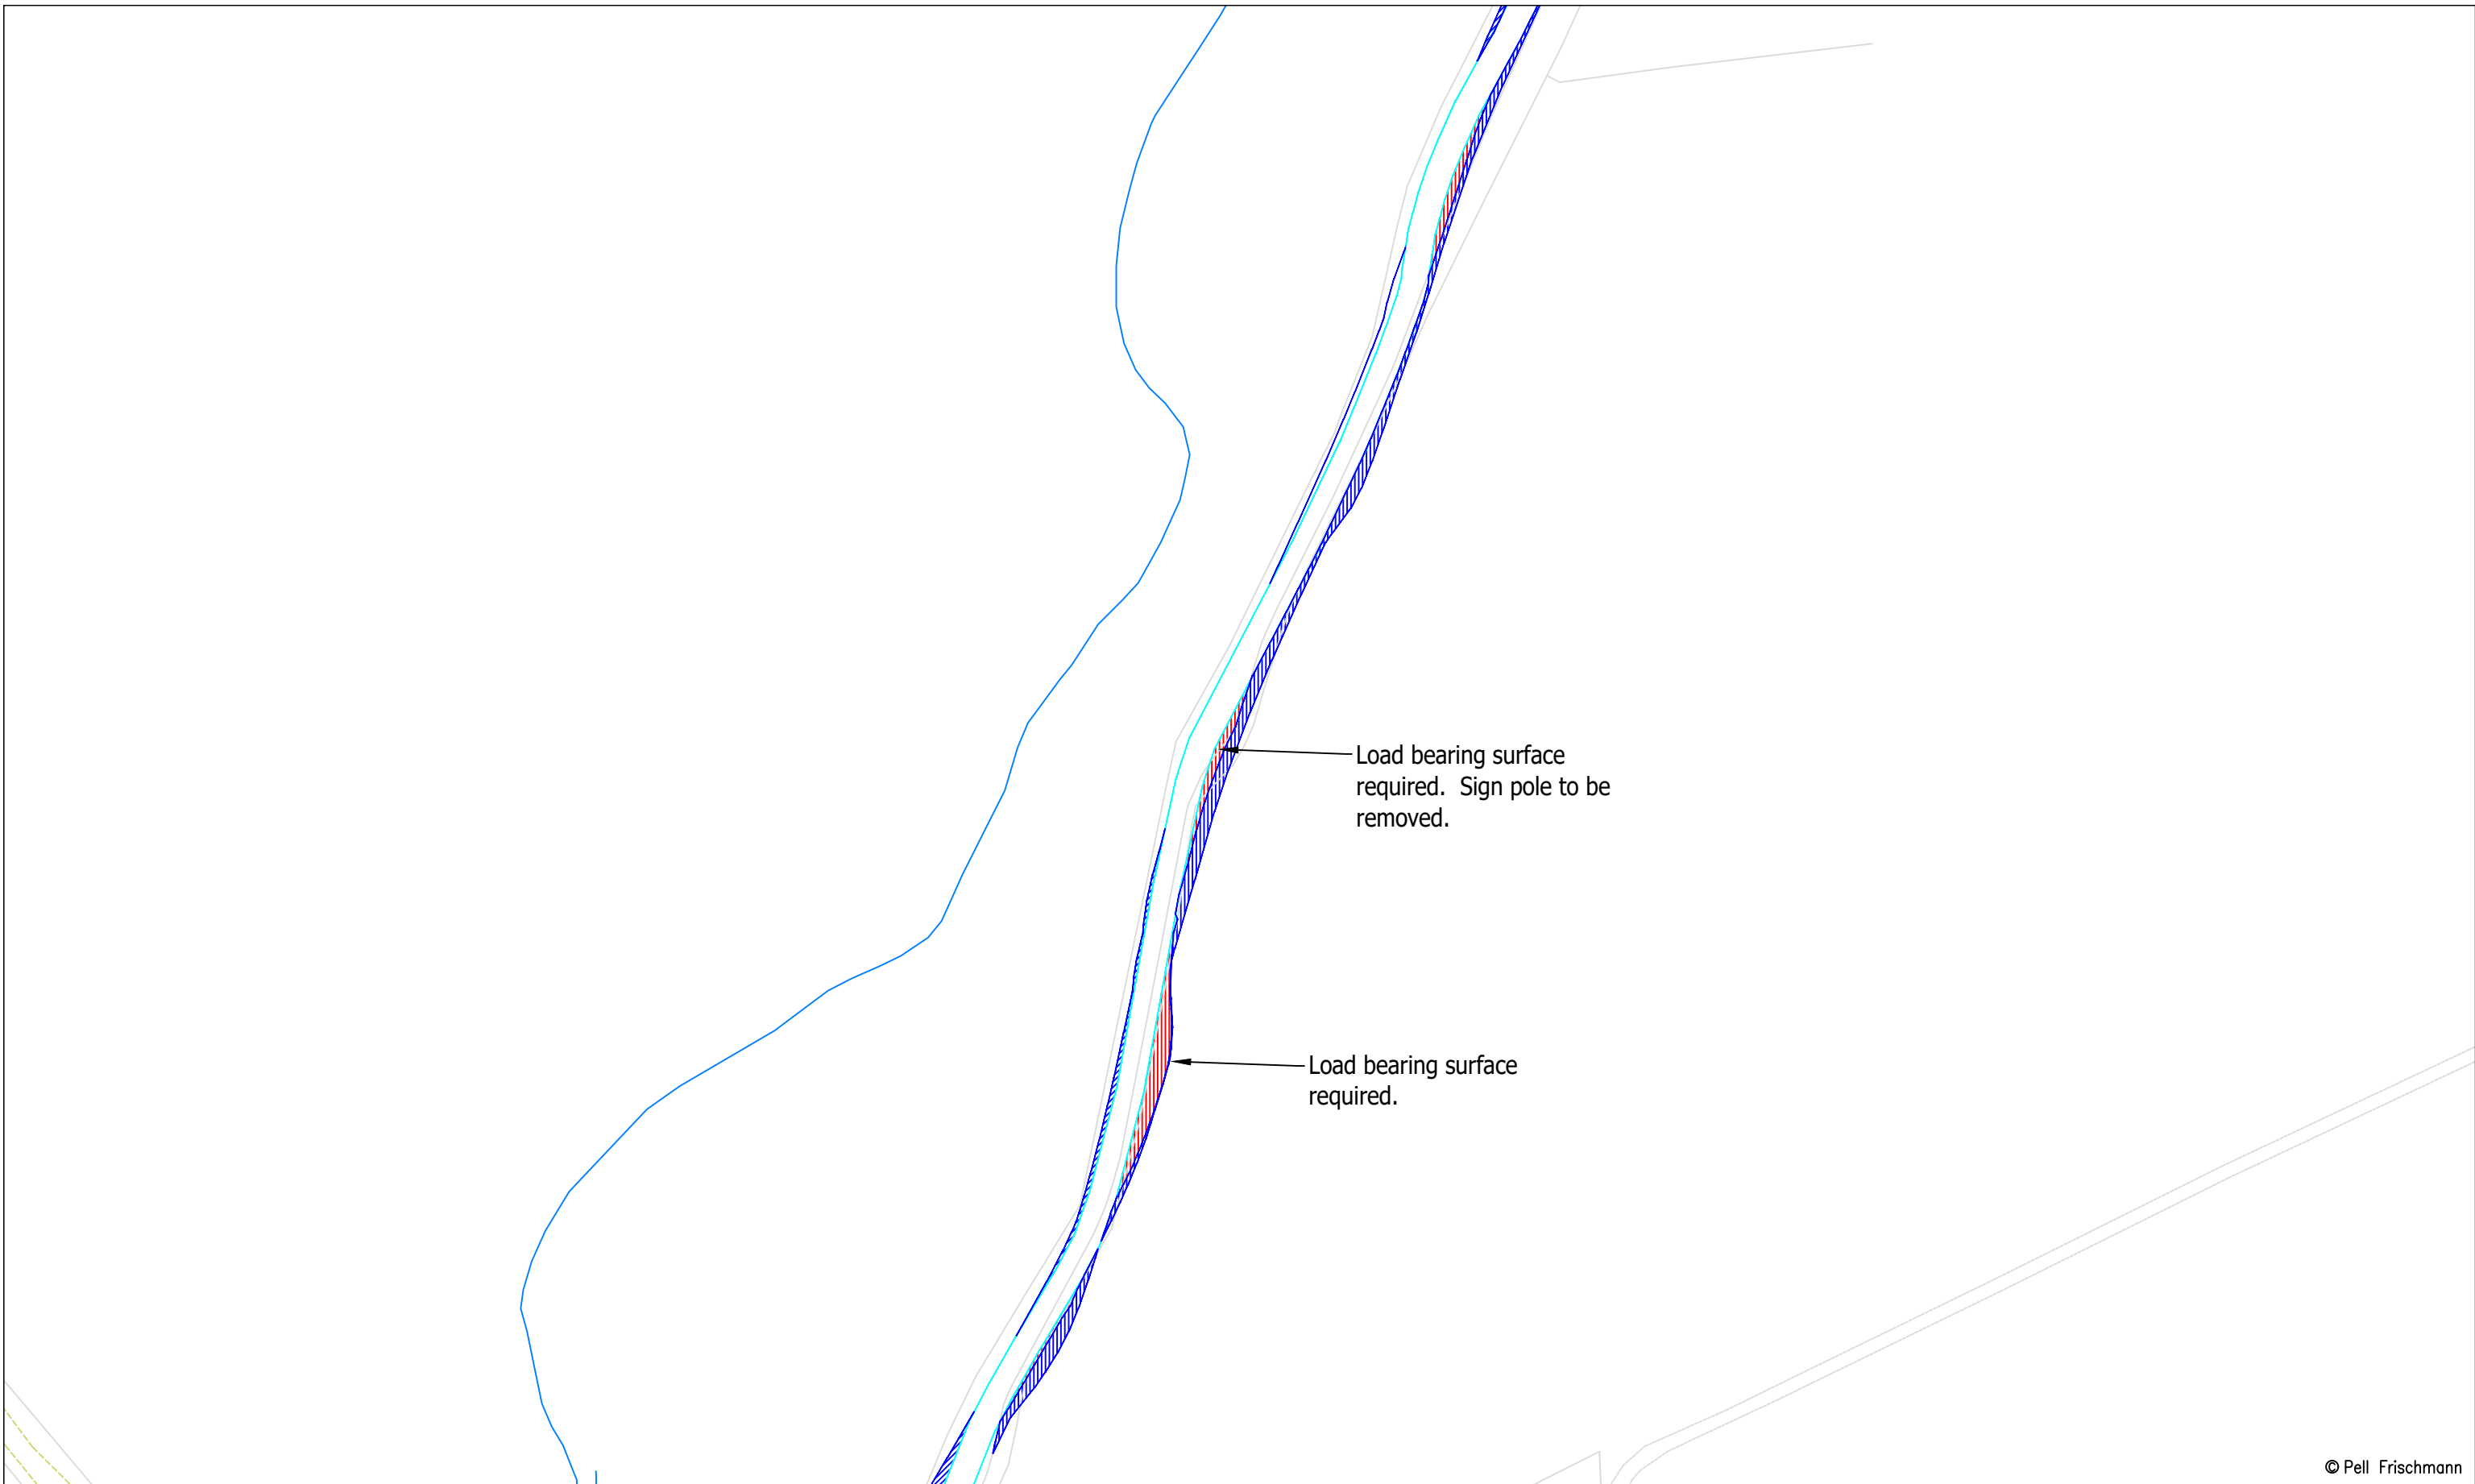 Load bearing surface
required.  Sign pole to be
removed.
Load bearing surface
required.
© Pell Frischmann